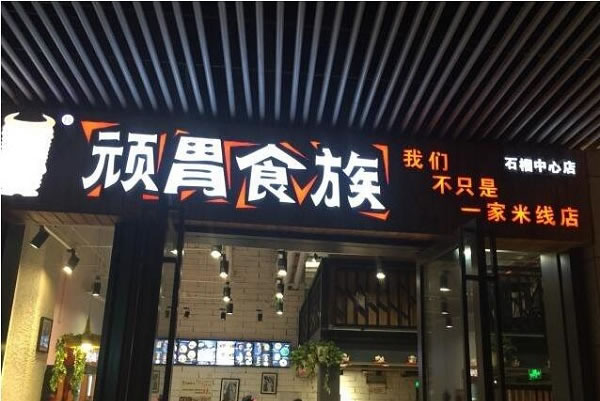 顽胃食族
我们
不只是
一家米线店
石榴中心店